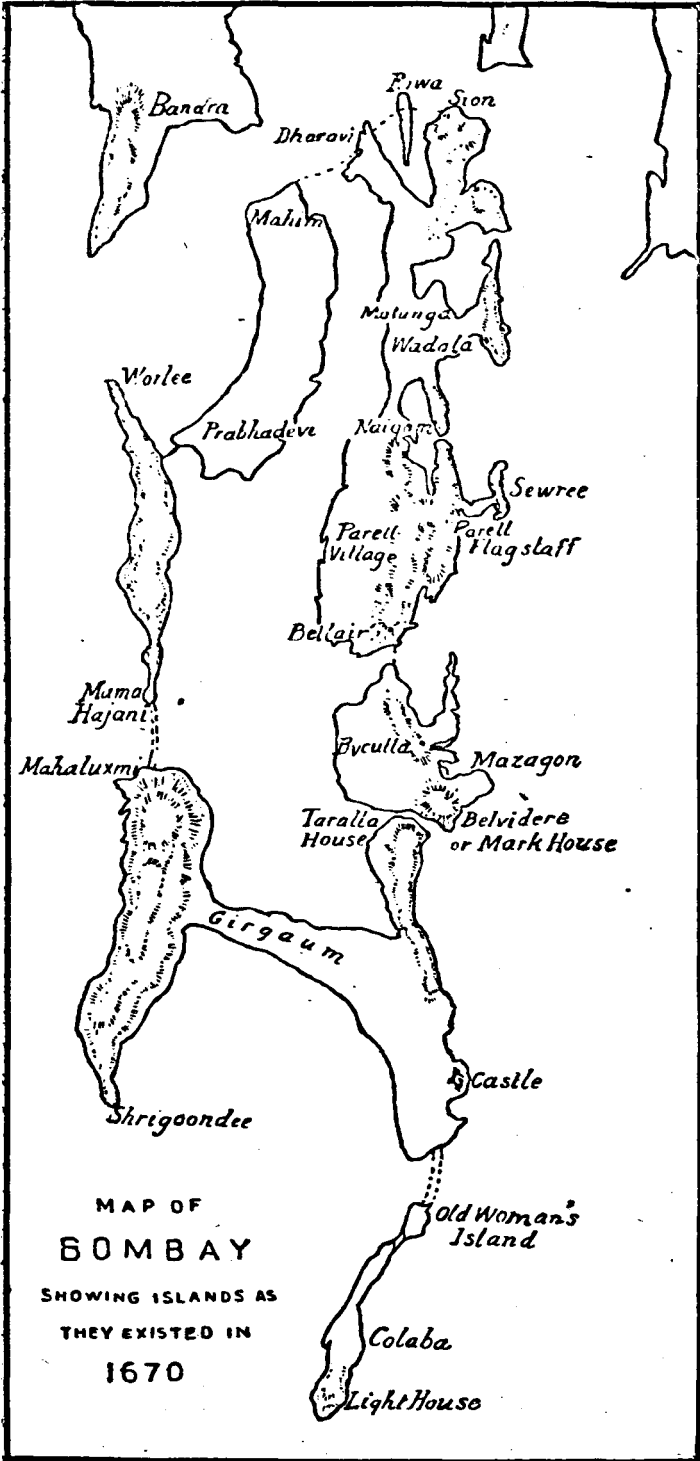 Riwa
Sion
Bandra
Dharavi
Mahim
Matunga
Wadala
Worlee
Prabhadevi
Naigom
Sewree
Parell
Village
Parell
Flagstaff
Bellair
Mama
Hajani
Byculla
Mazagon
Mahaluxmi
Taralla
House
Belvidere
or Mark House
Girgaum
Castle
Shrigoondee
Old Woman's
Island
Colaba
Light House
MAP OF
BOMBAY
SHOWING ISLANDS AS
THEY EXISTED IN
1670